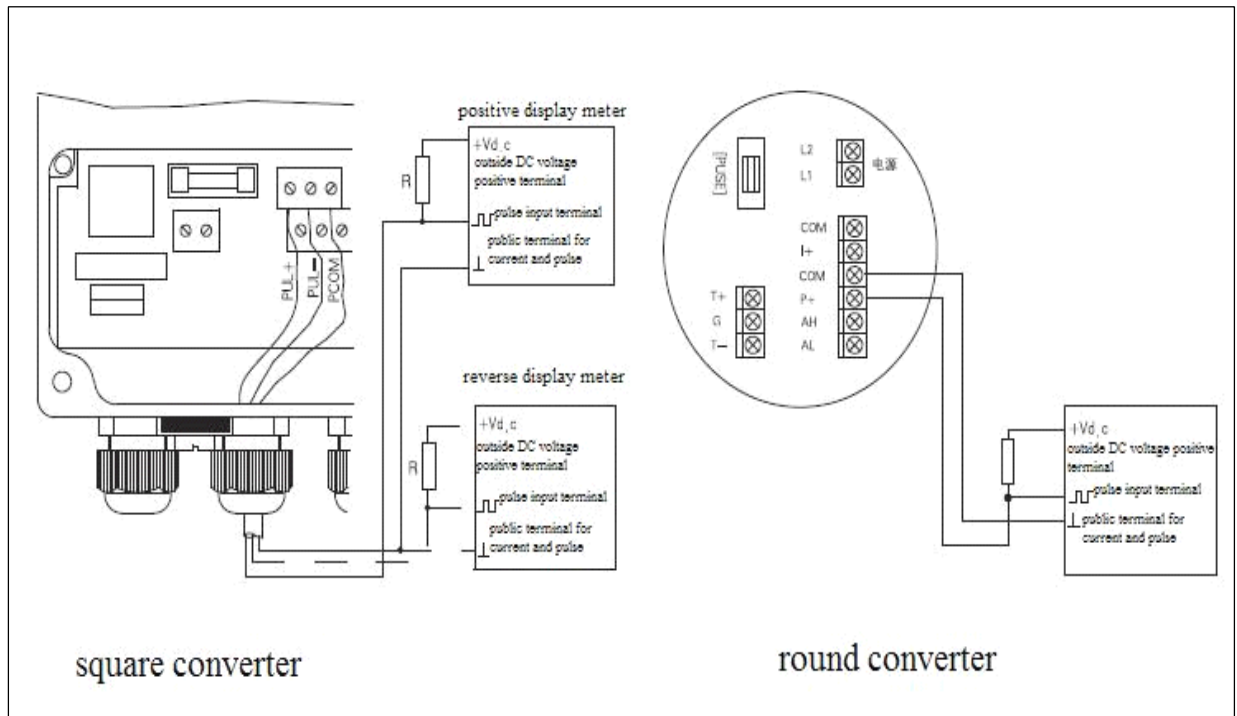 positive display meter
+Vd.c
outside DC voltage
positive terminal
R
pulse input terminal
public terminal for
current and pulse
PUL+
PUL-
PCOM
reverse display meter
+Vd.c
outside DC voltage
positive terminal
R
pulse input terminal
public terminal for
current and pulse
square converter
[FUSE]
L2
L1
电源
COM
I+
COM
P+
AH
AL
T+
G
T-
+Vd.c
outside DC voltage positive
terminal
pulse input terminal
public terminal for
current and pulse
round converter